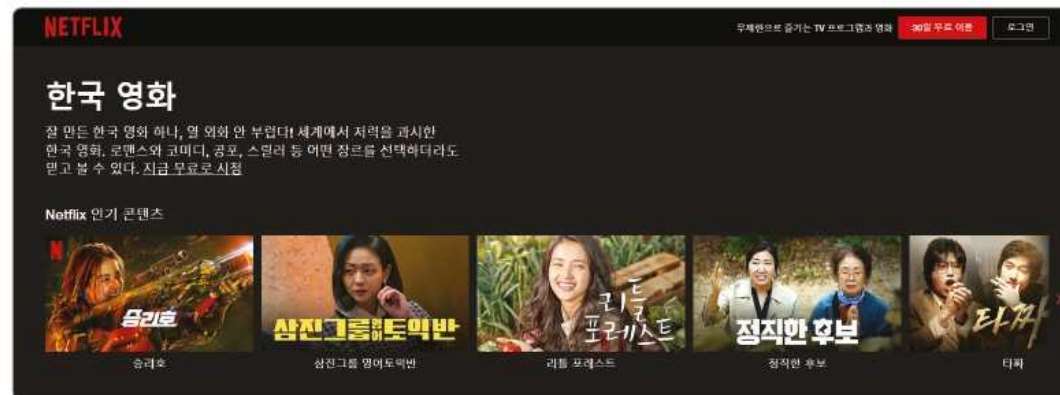 NETFLIX
무제한으로 즐기는 TV 프로그램과 영화
30일 무료 이용
로그인
한국 영화
잘 만든 한국 영화 하나, 열 외화 안 부럽다! 세계에서 저력을 과시한
한국 영화. 로맨스와 코미디, 공포, 스릴러 등 어떤 장르를 선택하더라도
믿고 볼 수 있다. 지금 무료로 시청
Netflix 인기 콘텐츠
N
승리호
삼진그룹 영어 토익반
리틀
포레스트
정직한 후보
타짜
승리호
삼진그룹 영어토익반
리틀 포레스트
정직한 후보
타짜